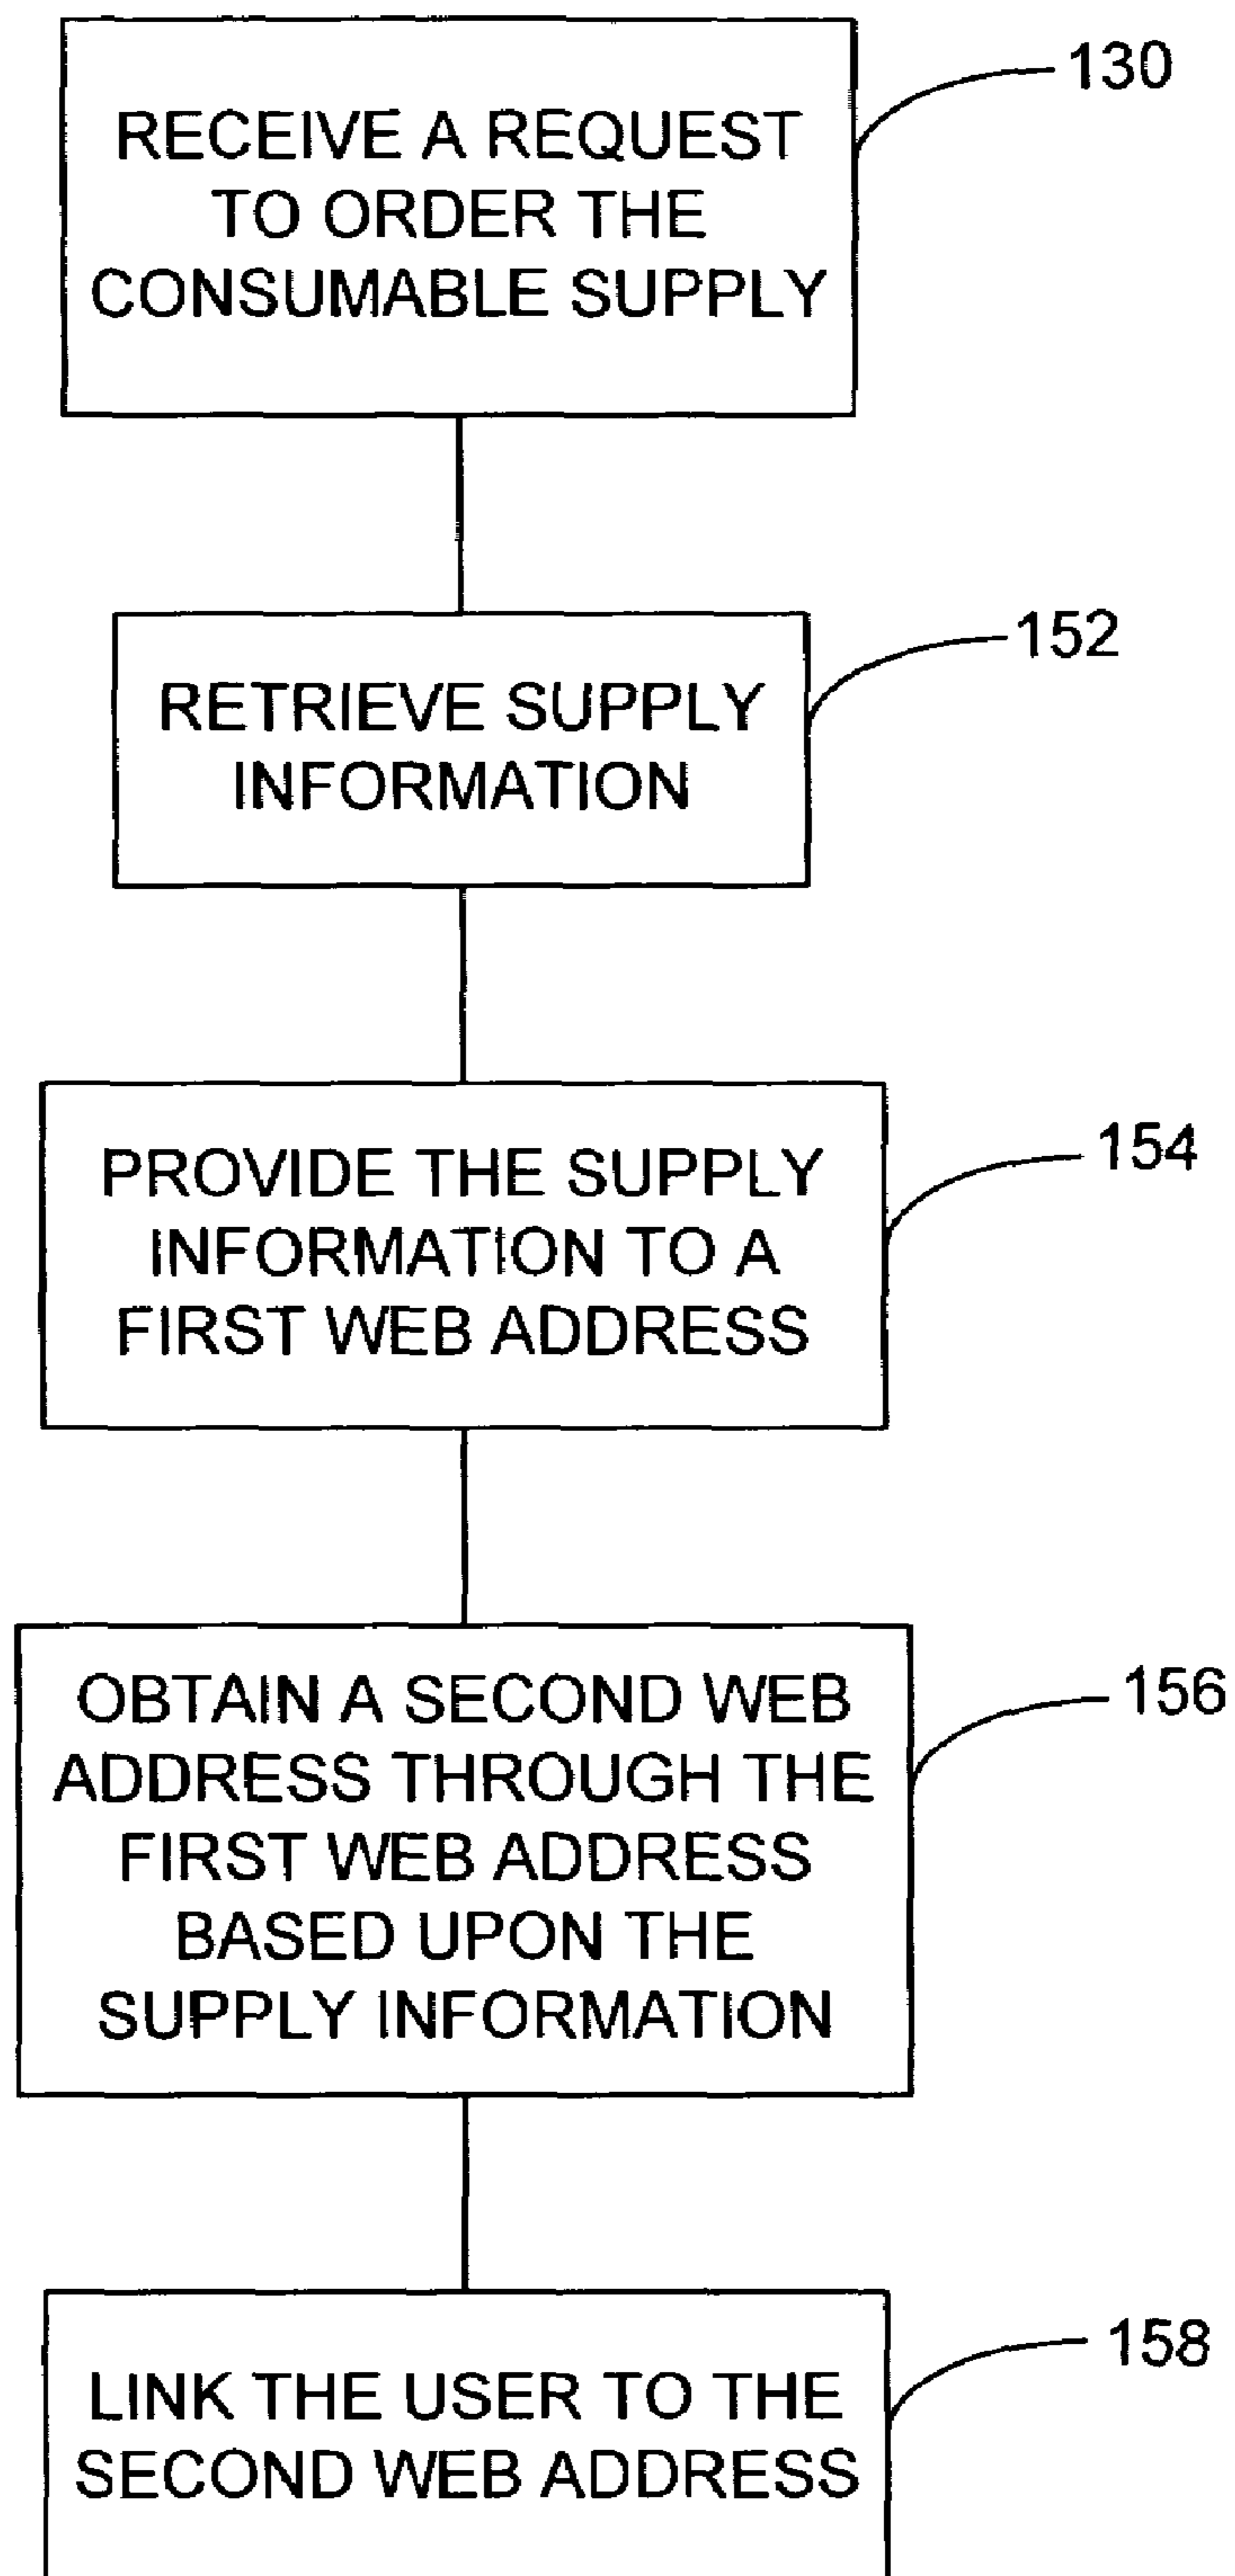 130
RECEIVE A REQUEST
TO ORDER THE
CONSUMABLE SUPPLY
152
RETRIEVE SUPPLY
INFORMATION
154
PROVIDE THE SUPPLY
INFORMATION TO A
FIRST WEB ADDRESS
156
OBTAIN A SECOND WEB
ADDRESS THROUGH THE
FIRST WEB ADDRESS
BASED UPON THE
SUPPLY INFORMATION
158
LINK THE USER TO THE
SECOND WEB ADDRESS